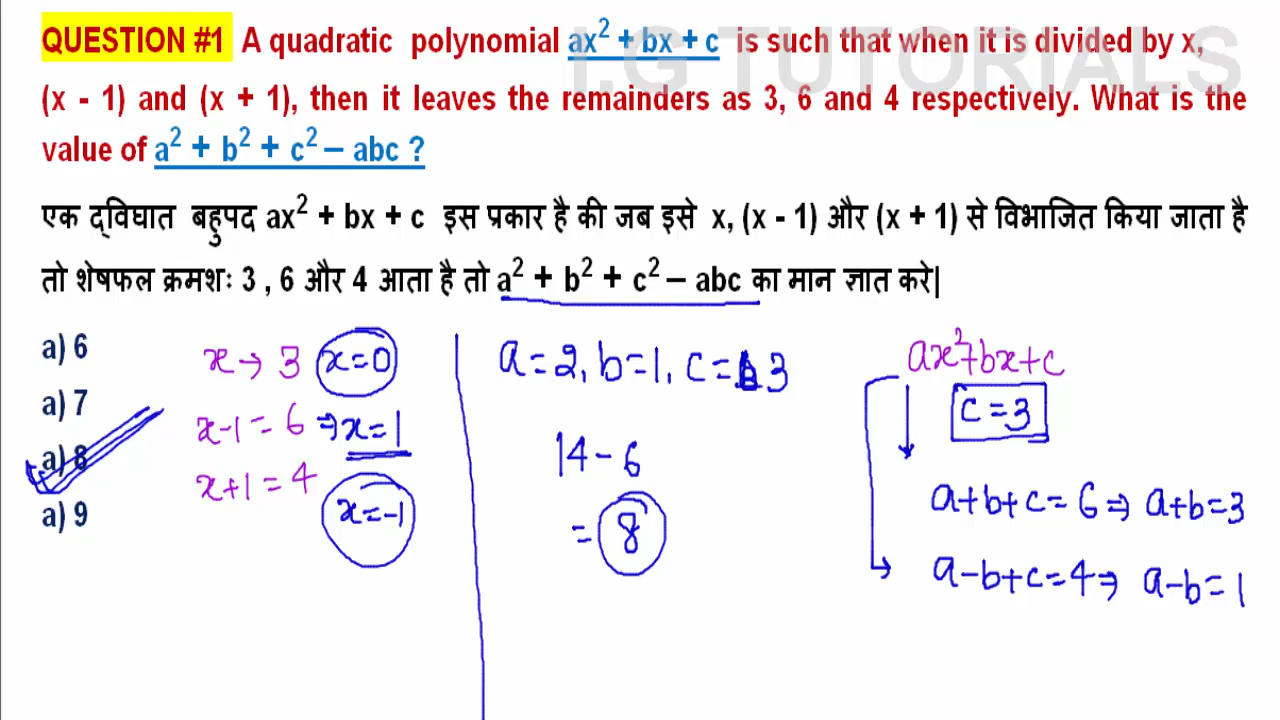 QUESTION #1 A quadratic polynomial ax² + bx + c is such that when it is divided by x,
I.G TUTORIALS
(x - 1) and (x + 1), then it leaves the remainders as 3, 6 and 4 respectively. What is the
value of a² + b² + c² – abc ?
एक द्विघात बहुपद ax² + bx + c इस प्रकार है की जब इसे x, (x - 1) और (x + 1) से विभाजित किया जाता है
तो शेषफल क्रमशः 3 , 6 और 4 आता है तो a² + b² + c² – abc का मान ज्ञात करे|
a) 6
a) 7
a) 8
a) 9
x → 3 x=0
x-1 = 6 ⇒ x=1
x+1 = 4
x=-1
a=2, b=1, c= 3
14 - 6
= 8
ax²+bx+c
c=3
a+b+c=6 ⇒ a+b=3
a-b+c=4 ⇒ a-b=1